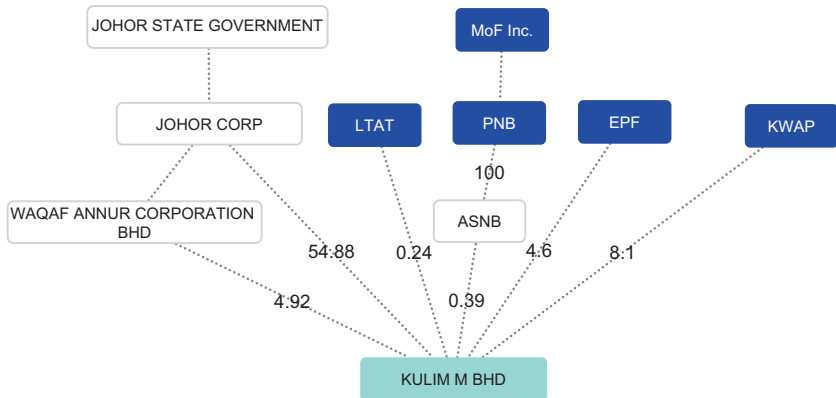 JOHOR STATE GOVERNMENT
MoF Inc.
JOHOR CORP
LTAT
PNB
EPF
KWAP
100
WAQAF ANNUR CORPORATION
BHD
ASNB
54.88
0.24
4.6
8.1
4.92
0.39
KULIM M BHD